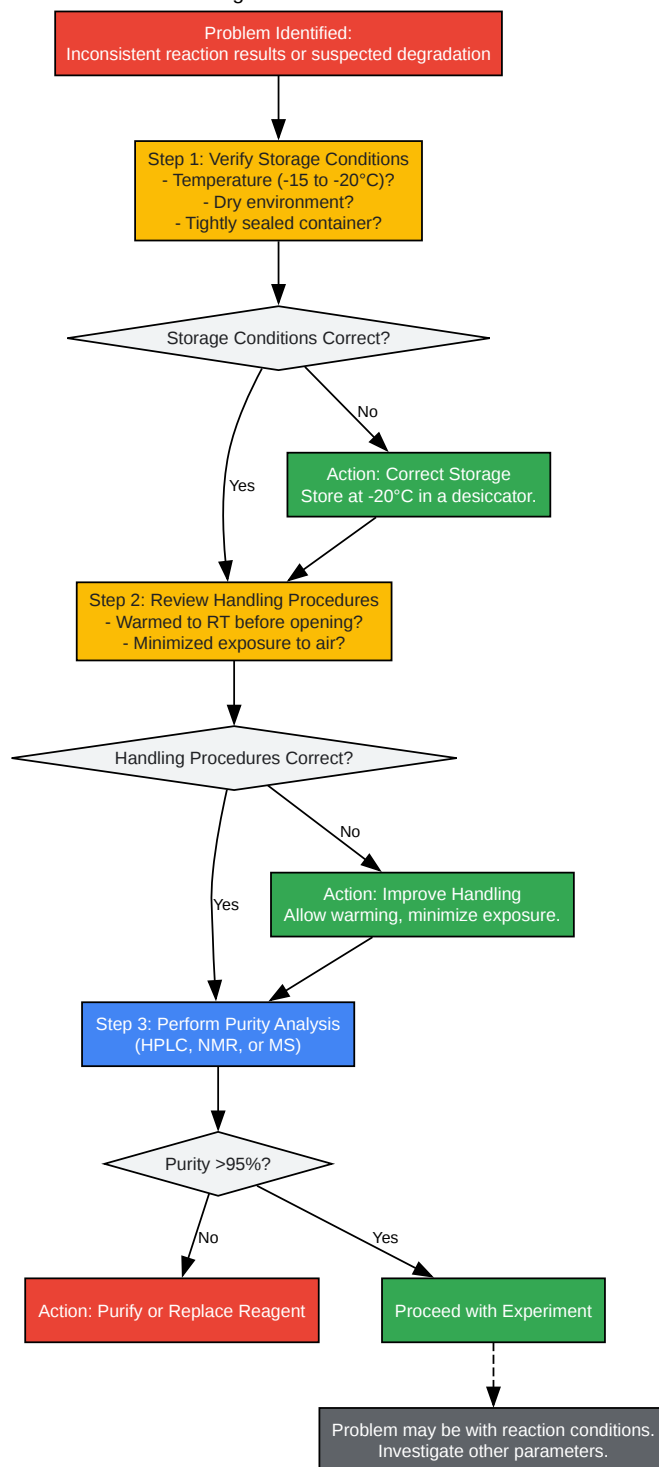 Problem Identified:
Inconsistent reaction results or suspected degradation
Step 1: Verify Storage Conditions
- Temperature (-15 to -20°C)?
- Dry environment?
- Tightly sealed container?
Storage Conditions Correct?
No
Yes
Action: Correct Storage
Store at -20°C in a desiccator.
Step 2: Review Handling Procedures
- Warmed to RT before opening?
- Minimized exposure to air?
Handling Procedures Correct?
No
Yes
Action: Improve Handling
Allow warming, minimize exposure.
Step 3: Perform Purity Analysis
(HPLC, NMR, or MS)
Purity >95%?
No
Yes
Action: Purify or Replace Reagent
Proceed with Experiment
Problem may be with reaction conditions.
Investigate other parameters.